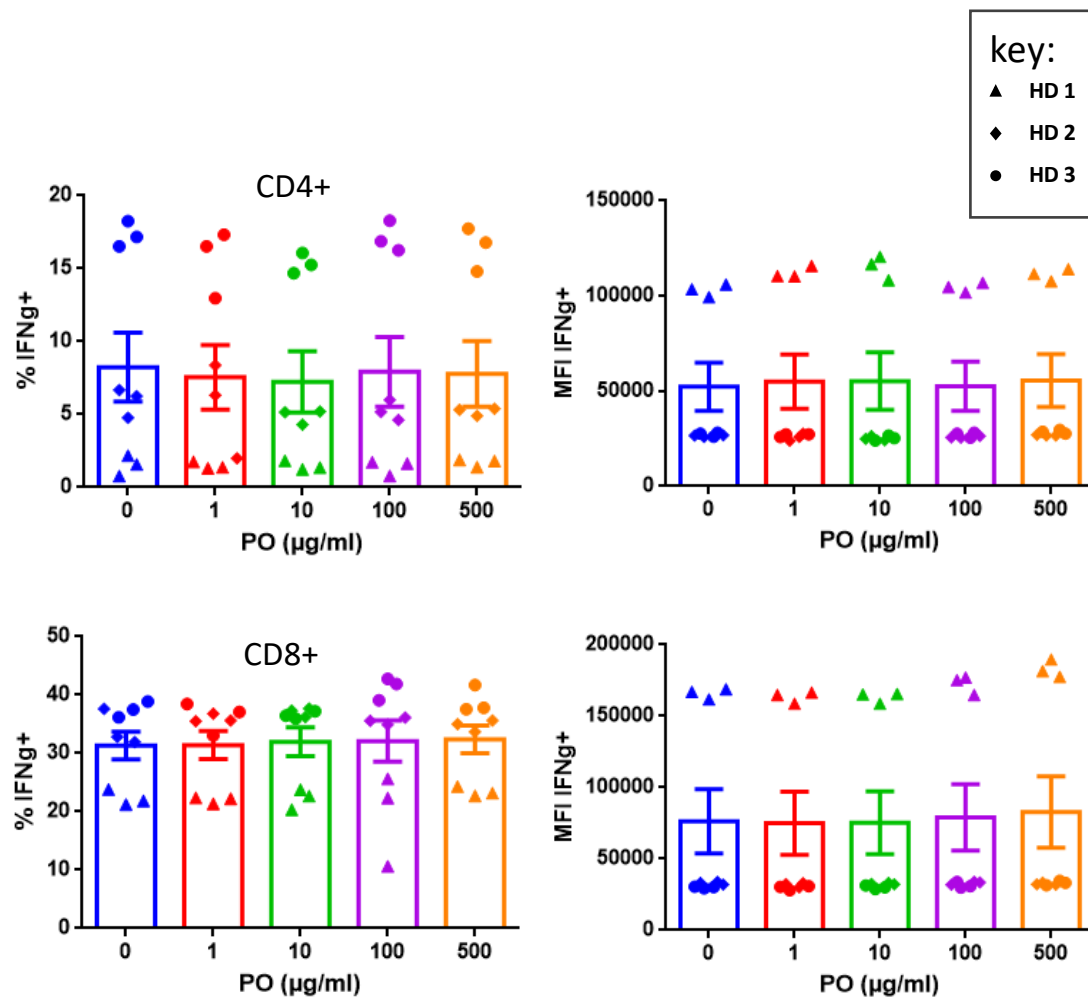 key:
HD 1
HD 2
HD 3
CD4+
% IFNg+
20
15
10
5
0
0 1 10 100 500
PO (µg/ml)
MFI IFNg+
150000
100000
50000
0
0 1 10 100 500
PO (µg/ml)
CD8+
% IFNg+
50
40
30
20
10
0
0 1 10 100 500
PO (µg/ml)
MFI IFNg+
200000
150000
100000
50000
0
0 1 10 100 500
PO (µg/ml)